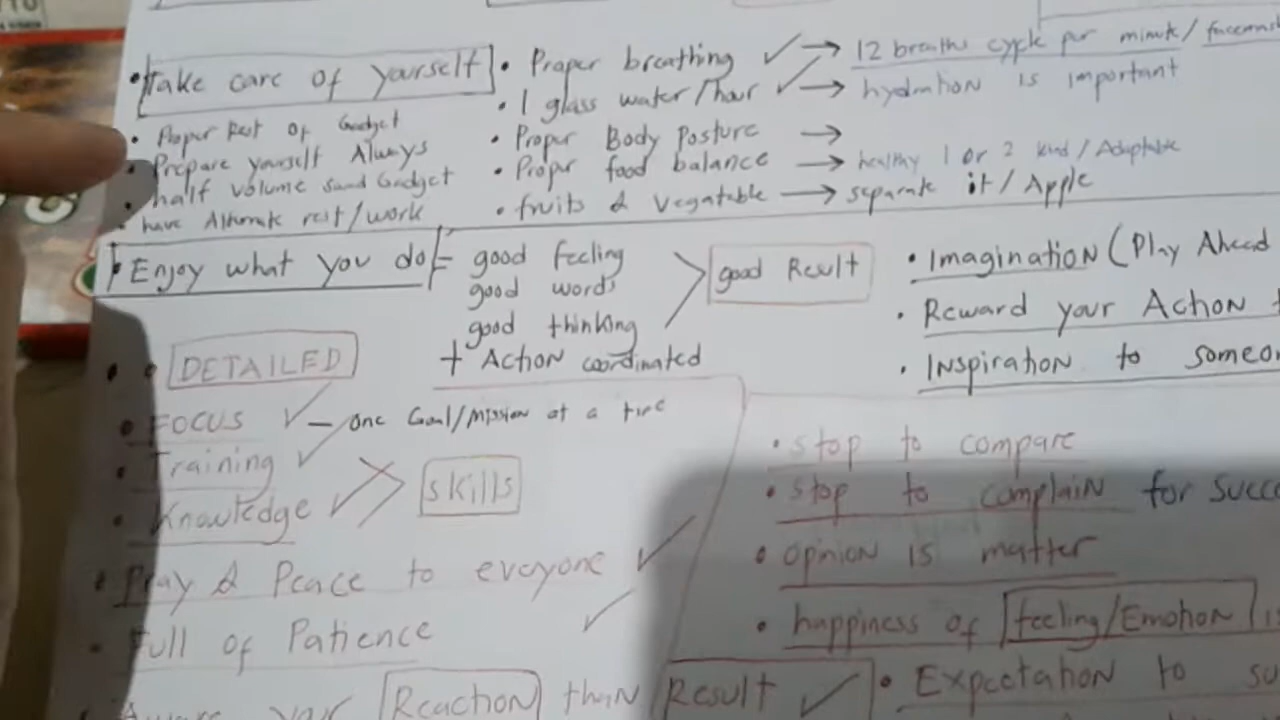 • Take care of yourself
• Proper Rest of Gadget
• Prepare yourself Always
• half volume sound Gadget
• have Alternate rest/work
• Proper breathing ✓ → 12 breaths cycle per minute/
• 1 glass water/hour ✓ → hydration is important
• Proper Body Posture →
• Proper food balance → healthy 1 or 2 kind/Adaptable
• fruits & Vegatable → separate it/Apple
• Enjoy what you do
- good feeling
good words
good thinking
+ Action coordinated
good Result
• Imagination (Play Ahead
• Reward your Action
• Inspiration to
• DETAILED
• FOCUS ✓ - one Goal/Mission at a time
• Training ✓
• Knowledge ✓
skills
• Pray & Peace to everyone ✓
• Full of Patience ✓
your Reaction than Result ✓
• stop to compare
• stop to complain for
• opinion is matter
• happiness of feeling/Emotion
• Expectation to